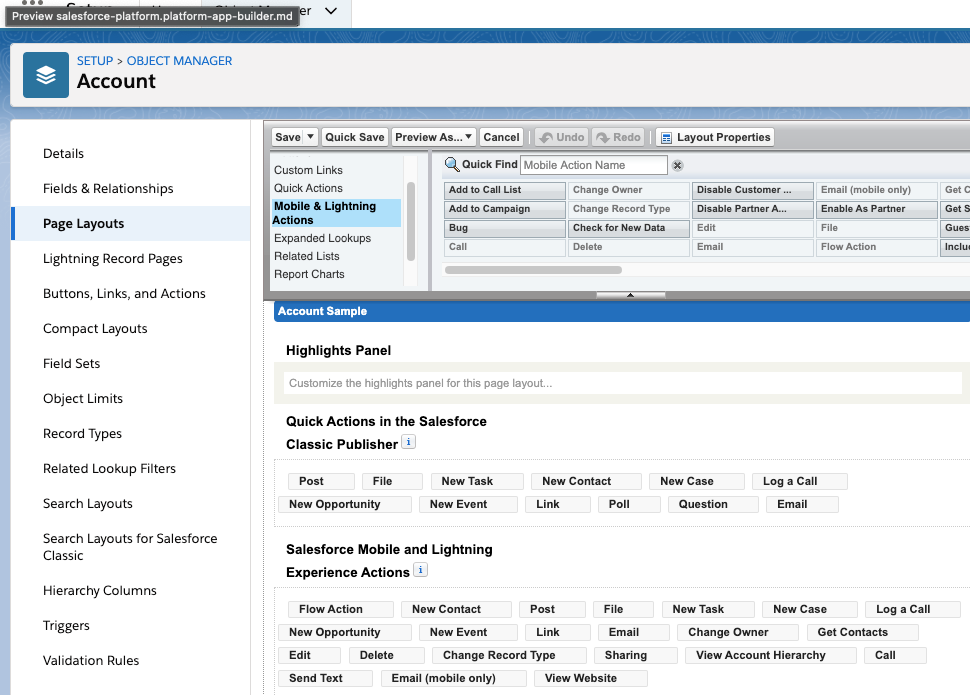 Preview salesforce-platform.platform-app-builder.md
SETUP > OBJECT MANAGER
Account
Details
Fields & Relationships
Page Layouts
Lightning Record Pages
Buttons, Links, and Actions
Compact Layouts
Field Sets
Object Limits
Record Types
Related Lookup Filters
Search Layouts
Search Layouts for Salesforce
Classic
Hierarchy Columns
Triggers
Validation Rules
Save Quick Save Preview As... Cancel Undo Redo Layout Properties
Custom Links
Quick Actions
Mobile & Lightning
Actions
Expanded Lookups
Related Lists
Report Charts
Quick Find Mobile Action Name
Add to Call List Change Owner Disable Customer ... Email (mobile only) Get C
Add to Campaign Change Record Type Disable Partner A... Enable As Partner Get S
Bug Check for New Data Edit File Gues
Call Delete Email Flow Action Inclu
Account Sample
Highlights Panel
Customize the highlights panel for this page layout...
Quick Actions in the Salesforce
Classic Publisher i
Post File New Task New Contact New Case Log a Call
New Opportunity New Event Link Poll Question Email
Salesforce Mobile and Lightning
Experience Actions i
Flow Action New Contact Post File New Task New Case Log a Call
New Opportunity New Event Link Email Change Owner Get Contacts
Edit Delete Change Record Type Sharing View Account Hierarchy Call
Send Text Email (mobile only) View Website